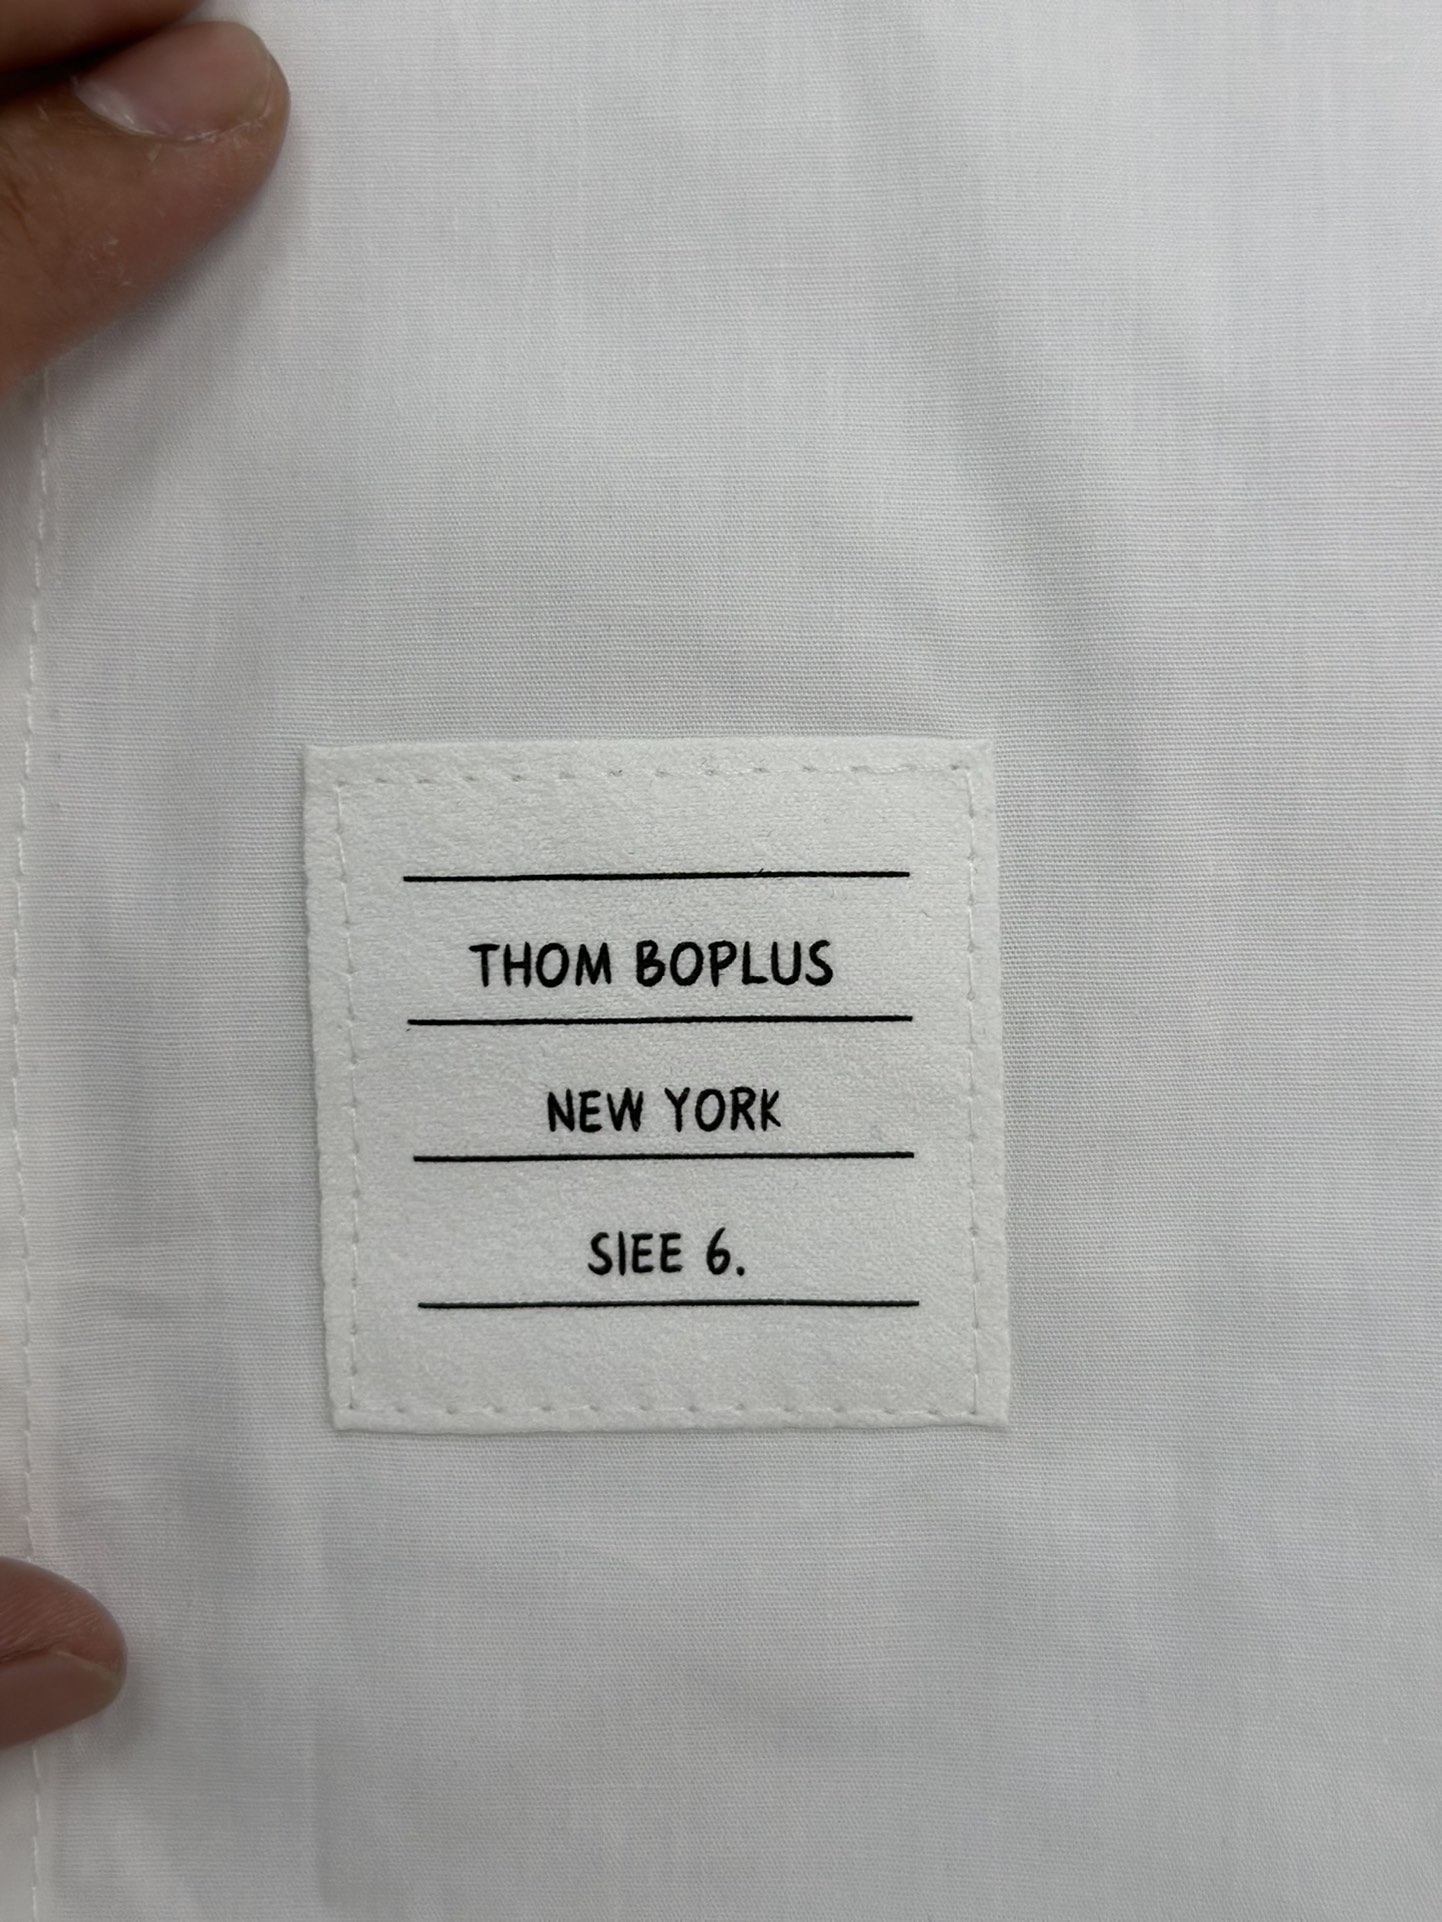 THOM BOPLUS
NEW YORK
SIEE 6.